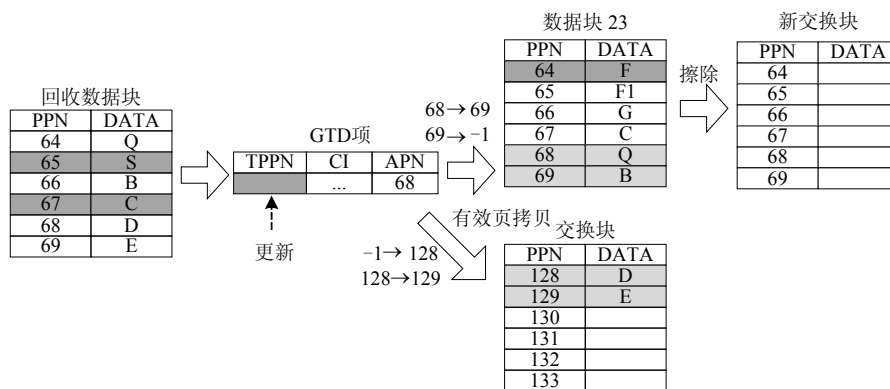 回收数据块
PPN DATA
64 Q
65 S
66 B
67 C
68 D
69 E
GTD项
TPPN CI APN
... 68
更新
68→69
69→−1
数据块 23
PPN DATA
64 F
65 F1
66 G
67 C
68 Q
69 B
擦除
新交换块
PPN DATA
64
65
66
67
68
69
有效页拷贝
−1→128
128→129
交换块
PPN DATA
128 D
129 E
130
131
132
133